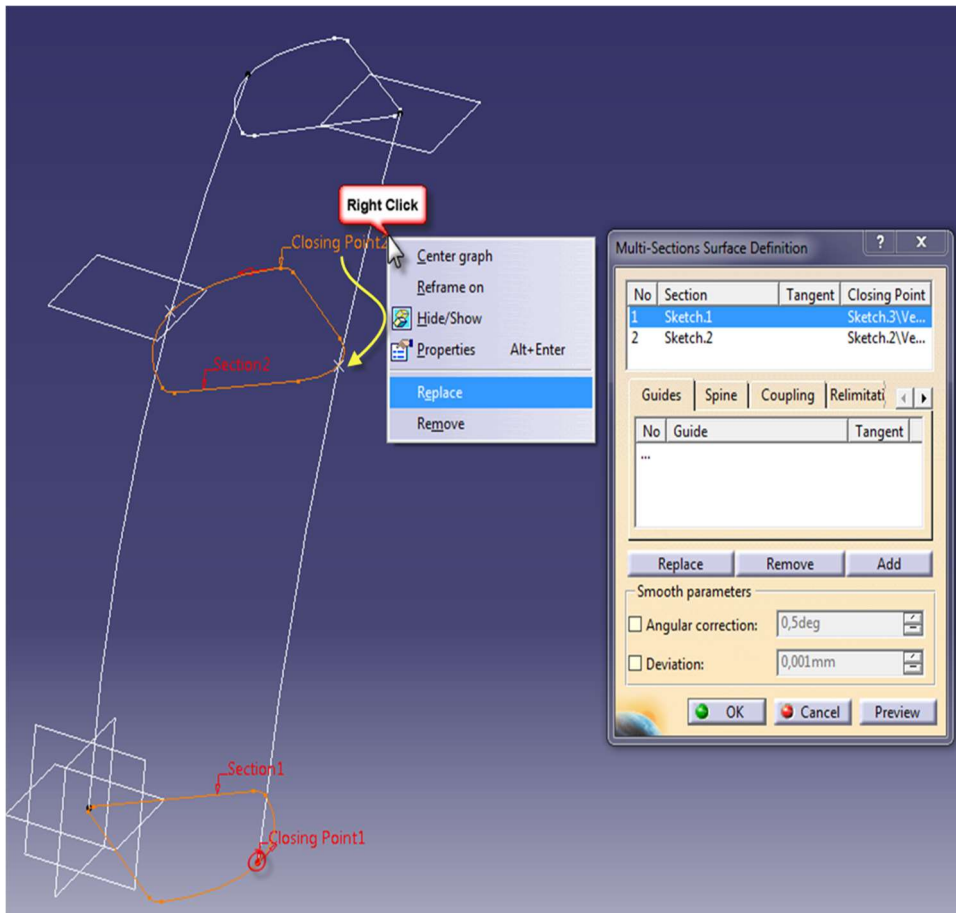 Right Click
Closing Point2
Section2
Section1
Closing Point1
Center graph
Reframe on
Hide/Show
Properties Alt+Enter
Replace
Remove
Multi-Sections Surface Definition ? X
No Section Tangent Closing Point
1 Sketch.1 Sketch.3\Ve...
2 Sketch.2 Sketch.2\Ve...
Guides Spine Coupling Relimitati
No Guide Tangent
...
Replace Remove Add
Smooth parameters
Angular correction: 0,5deg
Deviation: 0,001mm
OK Cancel Preview